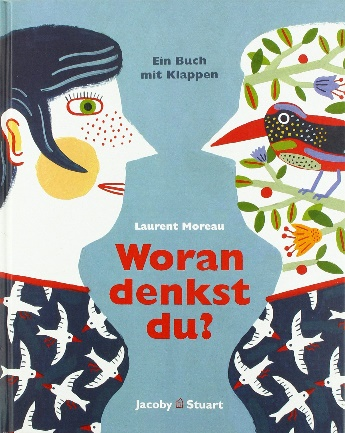 Ein Buch
mit Klappen
Laurent Moreau
Woran
denkst
du?
Jacoby Stuart